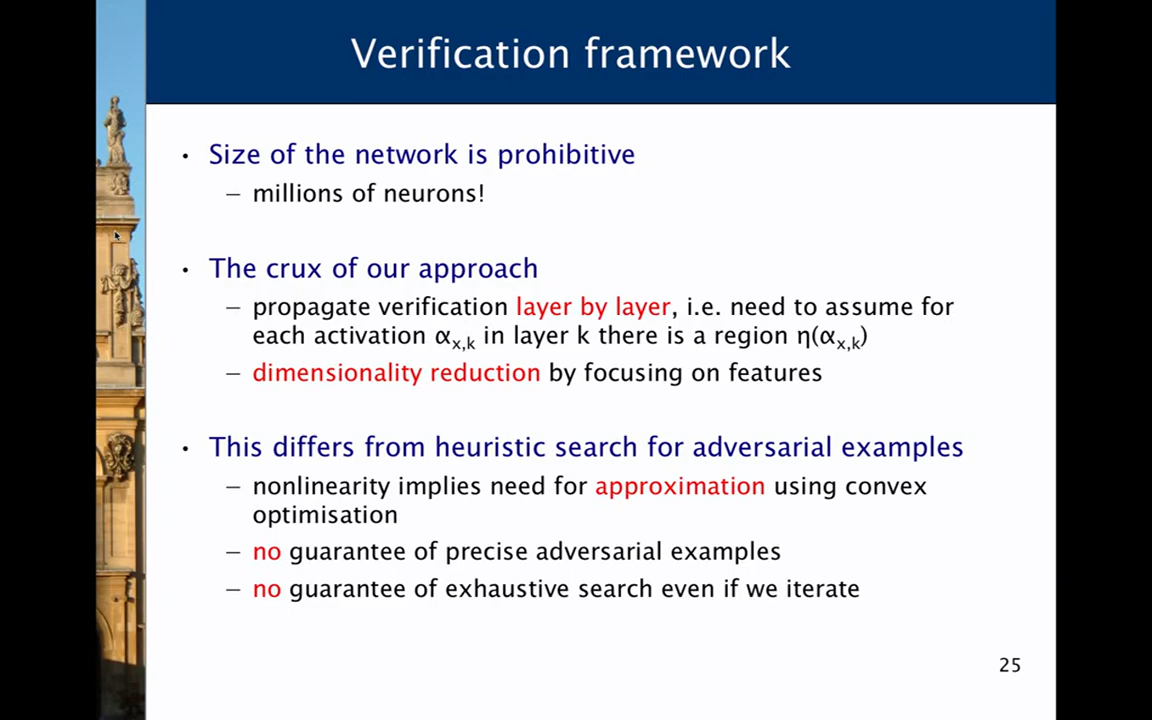 Verification framework
• Size of the network is prohibitive
– millions of neurons!
• The crux of our approach
– propagate verification layer by layer, i.e. need to assume for
each activation αx,k in layer k there is a region η(αx,k)
– dimensionality reduction by focusing on features
• This differs from heuristic search for adversarial examples
– nonlinearity implies need for approximation using convex
optimisation
– no guarantee of precise adversarial examples
– no guarantee of exhaustive search even if we iterate
25